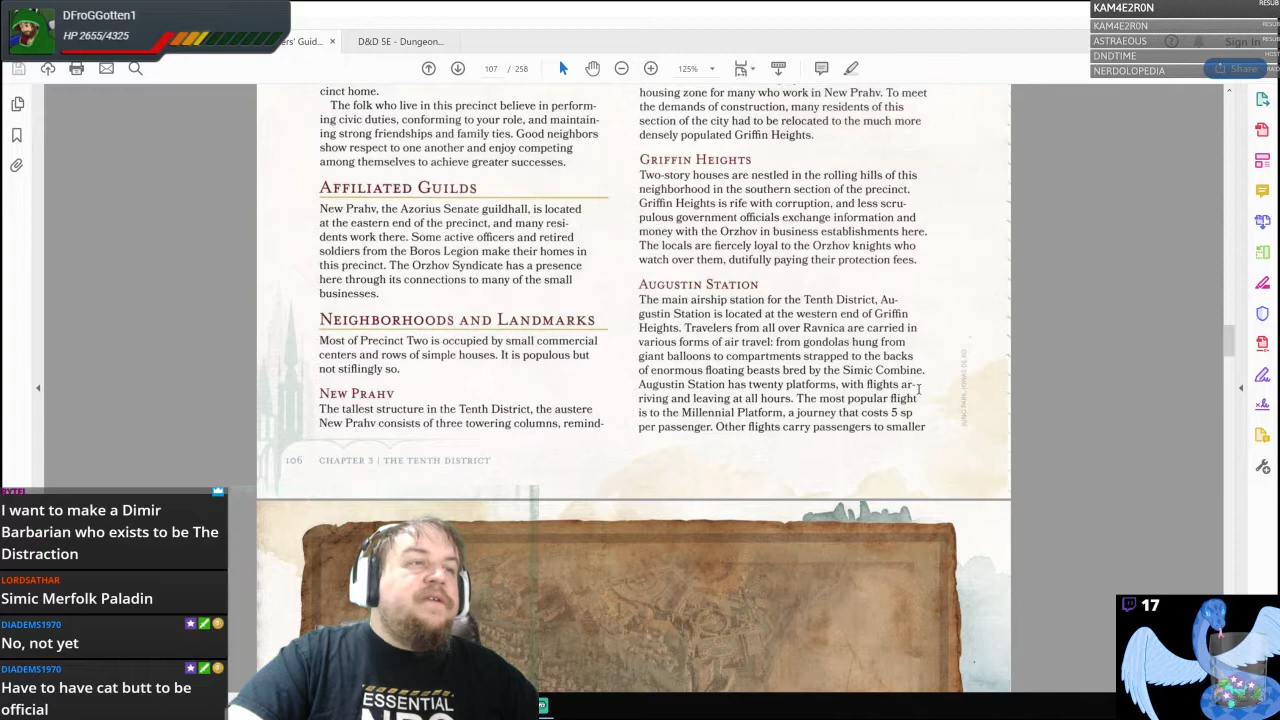 DFroGGotten1
HP 2655/4325
ers' Guid...
D&D 5E - Dungeon...
107 / 258
125%
Sign In
Share
KAM4E2R0N
RESUB
KAM4E2R0N
RESUB
ASTRAEOUS
RESU
DNDTIME
HOST
NERDOLOPEDIA
RA
cinct home.
The folk who live in this precinct believe in perform-
ing civic duties, conforming to your role, and maintain-
ing strong friendships and family ties. Good neighbors
show respect to one another and enjoy competing
among themselves to achieve greater successes.
Affiliated Guilds
New Prahv, the Azorius Senate guildhall, is located
at the eastern end of the precinct, and many resi-
dents work there. Some active officers and retired
soldiers from the Boros Legion make their homes in
this precinct. The Orzhov Syndicate has a presence
here through its connections to many of the small
businesses.
Neighborhoods and Landmarks
Most of Precinct Two is occupied by small commercial
centers and rows of simple houses. It is populous but
not stiflingly so.
New Prahv
The tallest structure in the Tenth District, the austere
New Prahv consists of three towering columns, remind-
106 CHAPTER 3 | THE TENTH DISTRICT
housing zone for many who work in New Prahv. To meet
the demands of construction, many residents of this
section of the city had to be relocated to the much more
densely populated Griffin Heights.
Griffin Heights
Two-story houses are nestled in the rolling hills of this
neighborhood in the southern section of the precinct.
Griffin Heights is rife with corruption, and less scru-
pulous government officials exchange information and
money with the Orzhov in business establishments here.
The locals are fiercely loyal to the Orzhov knights who
watch over them, dutifully paying their protection fees.
Augustin Station
The main airship station for the Tenth District, Au-
gustin Station is located at the western end of Griffin
Heights. Travelers from all over Ravnica are carried in
various forms of air travel: from gondolas hung from
giant balloons to compartments strapped to the backs
of enormous floating beasts bred by the Simic Combine.
Augustin Station has twenty platforms, with flights ar-
riving and leaving at all hours. The most popular flight
is to the Millennial Platform, a journey that costs 5 sp
per passenger. Other flights carry passengers to smaller
I want to make a Dimir
Barbarian who exists to be The
Distraction
LORDSATHAR
Simic Merfolk Paladin
DIADEMS1970
No, not yet
DIADEMS1970
Have to have cat butt to be
official
ESSENTIAL
NPC
17